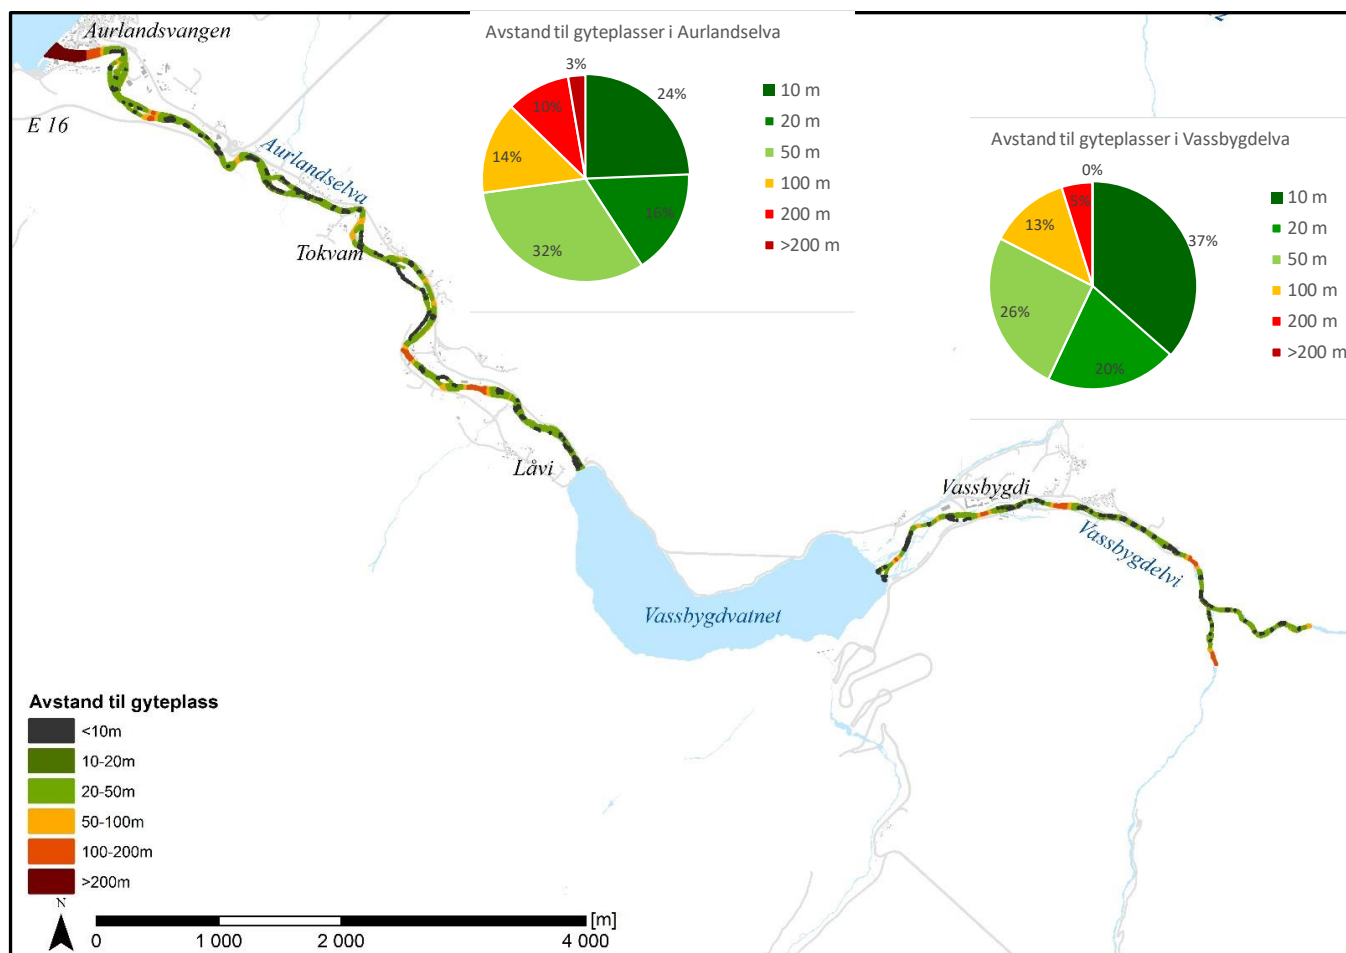 Aurlandsvangen
E 16
Aurlandselva
Tokvam
Låvi
Avstand til gyteplasser i Aurlandselva
3%
24%
10%
14%
16%
32%
10 m
20 m
50 m
100 m
200 m
>200 m
Avstand til gyteplasser i Vassbygdelva
0%
5%
13%
37%
26%
20%
10 m
20 m
50 m
100 m
200 m
>200 m
Vassbygdi
Vassbygdelvi
Vassbygdvatnet
Avstand til gyteplass
<10m
10-20m
20-50m
50-100m
100-200m
>200m
N
[m]
0
1 000
2 000
4 000